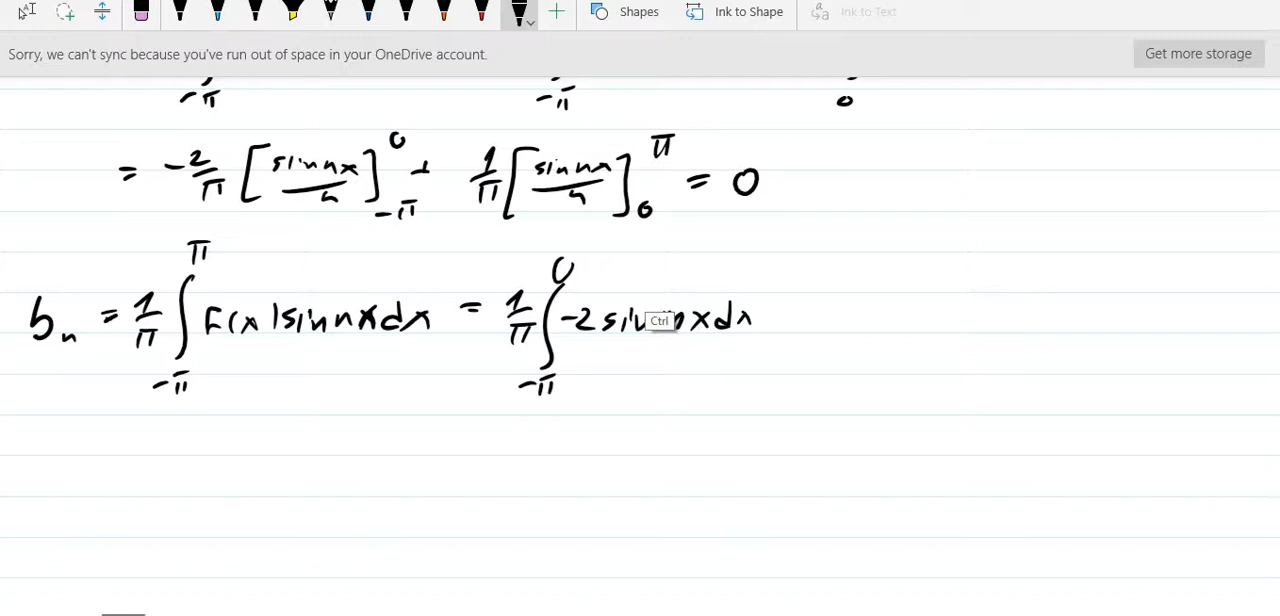 Shapes Ink to Shape Ink to Text
Sorry, we can't sync because you've run out of space in your OneDrive account. Get more storage
-π -π 0
= -2/π [sin nx/n]_{-π}^{0} + 1/π [sin nx/n]_{0}^{π} = 0
b_n = 1/π ∫_{-π}^{π} F(x) sin nx dx = 1/π ∫_{-π}^{0} -2 sin nx dx
Ctrl